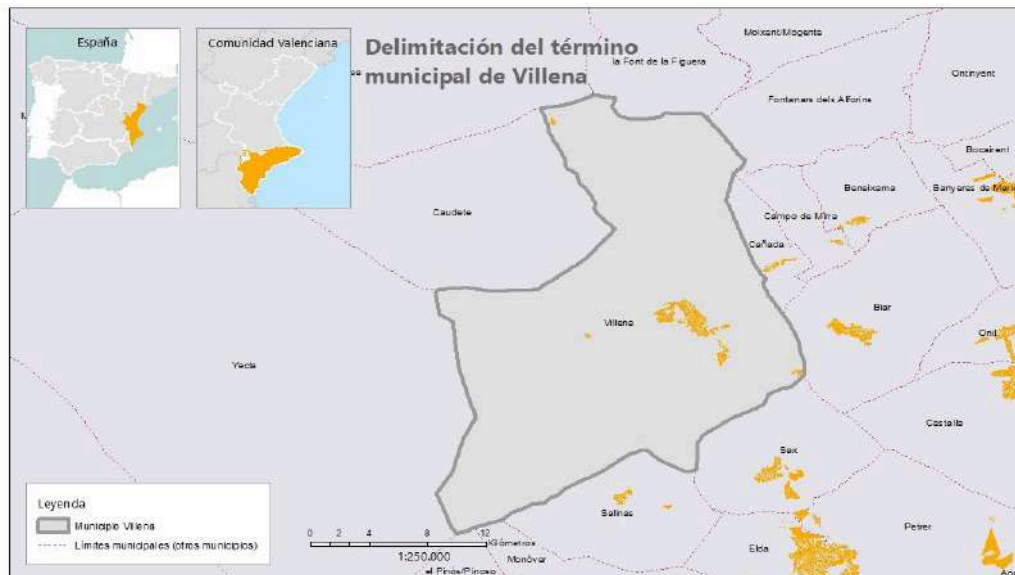 España
Comunidad Valenciana
Delimitación del término
municipal de Villena
Moixent/Mogente
la Font de la Figuera
Ontinyent
Fontanars dels Alforins
Bocairent
Beneixama
Banyeres de Mario
Caudete
Campo de Mirra
Cañada
Villena
Biar
Onil
Yecla
Castalla
Sax
Leyenda
Municipio Villena
Límites municipales (otros municipios)
Salinas
Petrer
0 2 4 8 12
Kilómetros
1:250.000
Monóvar
Elda
el Pinós/Pinoso